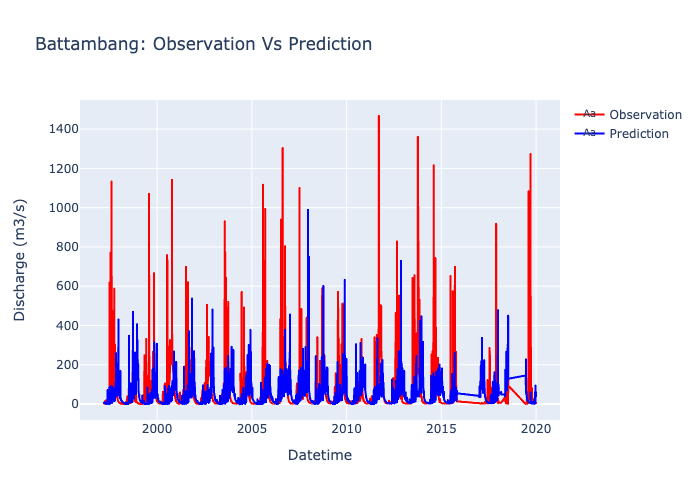 Battambang: Observation Vs Prediction
Aa Observation
Aa Prediction
1400
1200
1000
800
600
400
200
0
Discharge (m3/s)
2000 2005 2010 2015 2020
Datetime